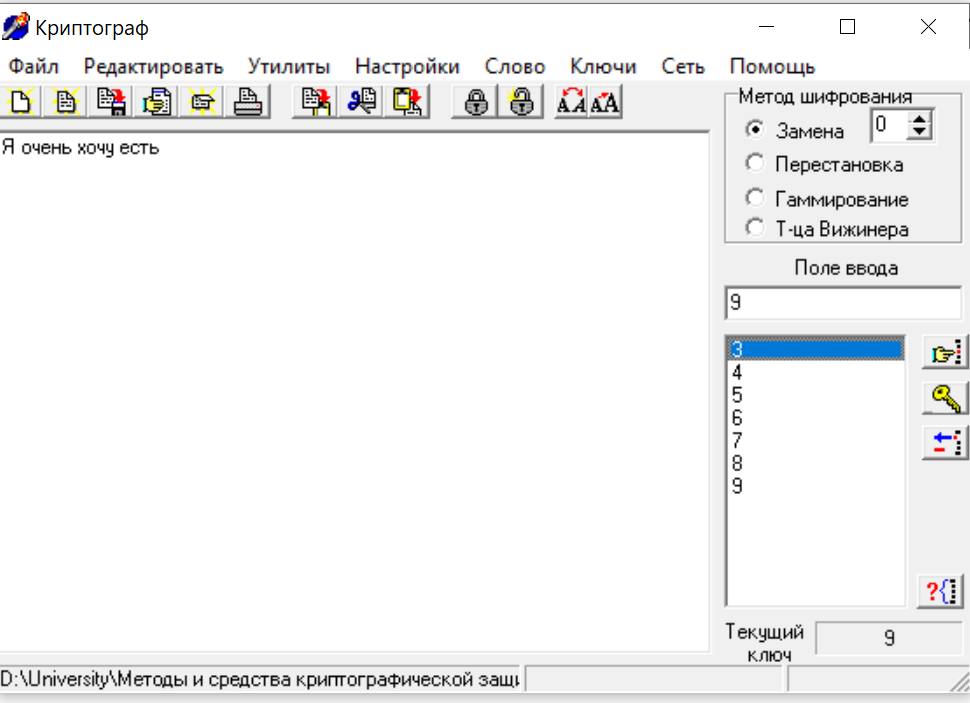 Криптограф
Файл Редактировать Утилиты Настройки Слово Ключи Сеть Помощь
Я очень хочу есть
Метод шифрования
Замена 0
Перестановка
Гаммирование
Т-ца Вижинера
Поле ввода
9
3
4
5
6
7
8
9
Текущий
ключ
9
D:\University\Методы и средства криптографической защи